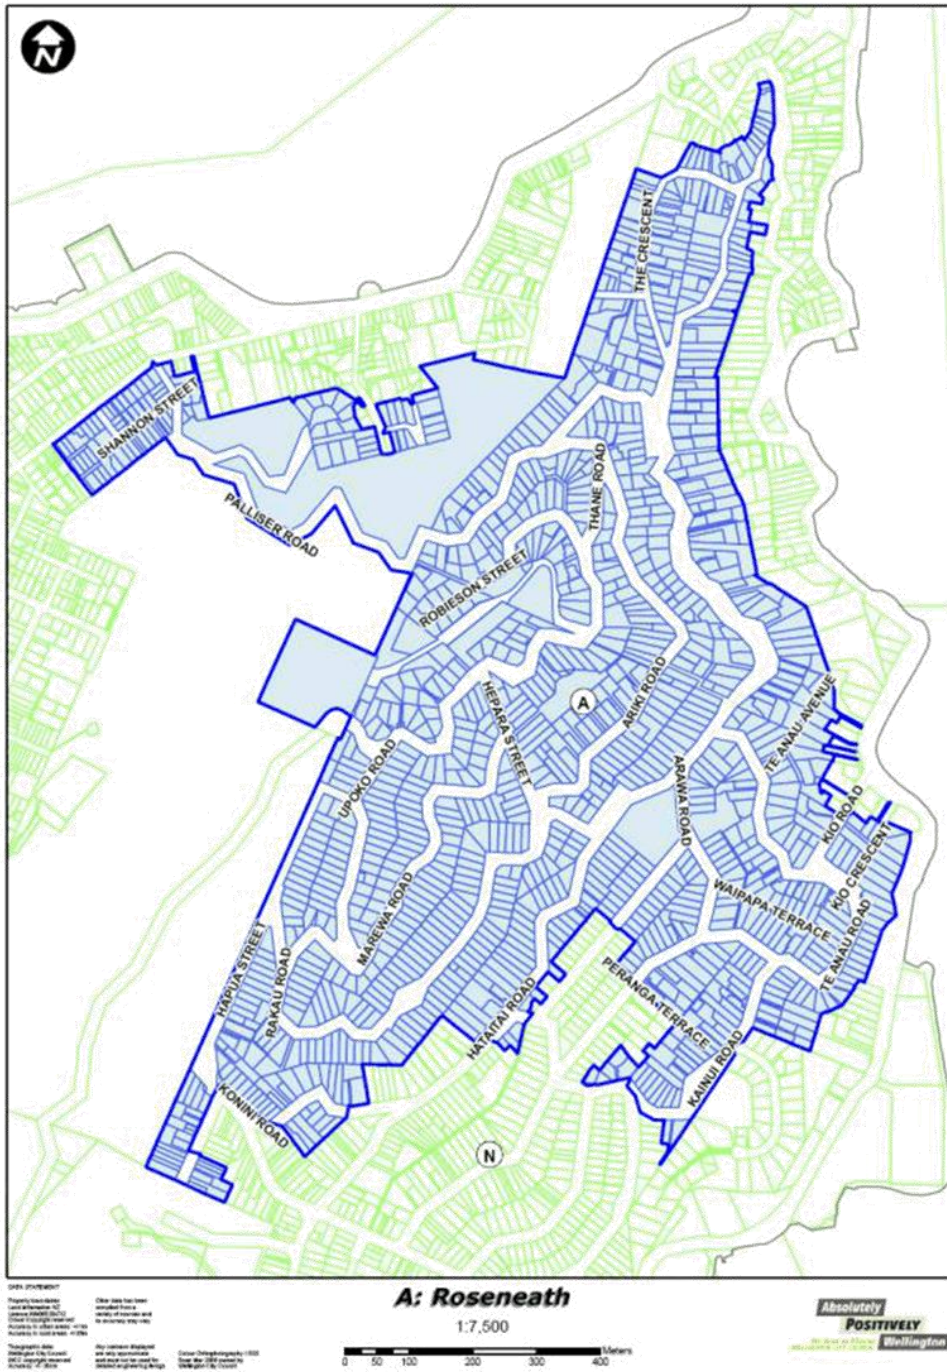 N
THE CRESCENT
SHANNON STREET
PALLISER ROAD
THANE ROAD
ROBIESON STREET
HEPARA STREET
A
ARIKI ROAD
TE ANAU AVENUE
UPOKO ROAD
ARAWA ROAD
KIO ROAD
KIO CRESCENT
WAIPAPA TERRACE
MAREWA ROAD
TE ANAU ROAD
HAPUA STREET
RAKAU ROAD
HATAITAI ROAD
PERANGA TERRACE
KAINUI ROAD
KONINI ROAD
N
A: Roseneath
1:7,500
Meters
0 50 100 200 300 400
DATA STATEMENT
Absolutely
POSITIVELY
Wellington